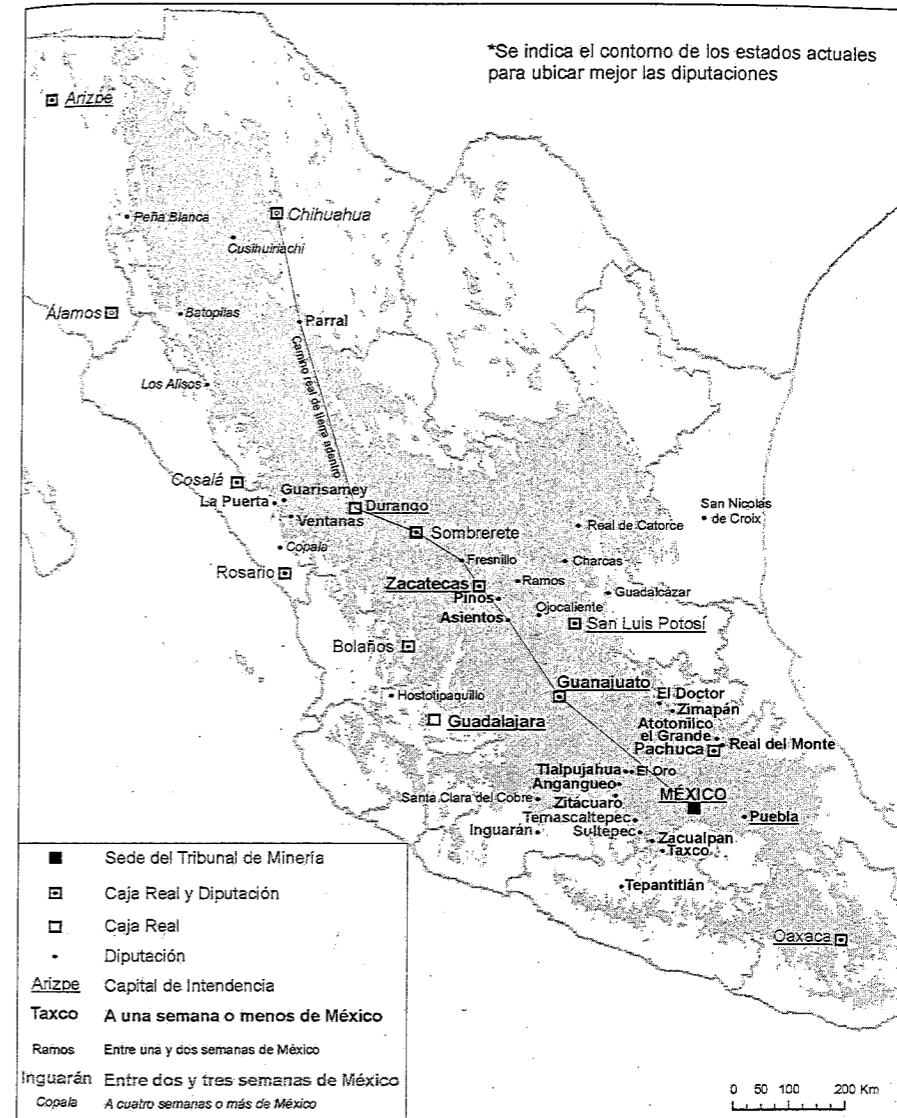 *Se indica el contorno de los estados actuales
para ubicar mejor las diputaciones
Arizpe
Chihuahua
Peña Blanca
Cusihuiriachi
Álamos
Batopilas
Parral
Camino real de tierra adentro
Los Alisos
Cosalá
Guarisamey
La Puerta
Durango
Ventanas
Sombrerete
San Nicolás
de Croix
Real de Catorce
Copala
Fresnillo
Charcas
Rosario
Zacatecas
Ramos
Guadalcázar
Pinos
Ojocaliente
Asientos
San Luis Potosí
Bolaños
Guanajuato
El Doctor
Hostotipaquillo
Zimapán
Guadalajara
Atotonilco
el Grande
Real del Monte
Pachuca
Tlalpujahua
El Oro
Angangueo
Santa Clara del Cobre
Zitácuaro
MÉXICO
Temascaltepec
Puebla
Inguarán
Sultepec
Zacualpan
Taxco
Tepantitlán
Oaxaca
Sede del Tribunal de Minería
Caja Real y Diputación
Caja Real
Diputación
Arizpe Capital de Intendencia
Taxco A una semana o menos de México
Ramos Entre una y dos semanas de México
Inguarán Entre dos y tres semanas de México
Copala A cuatro semanas o más de México
0 50 100 200 Km